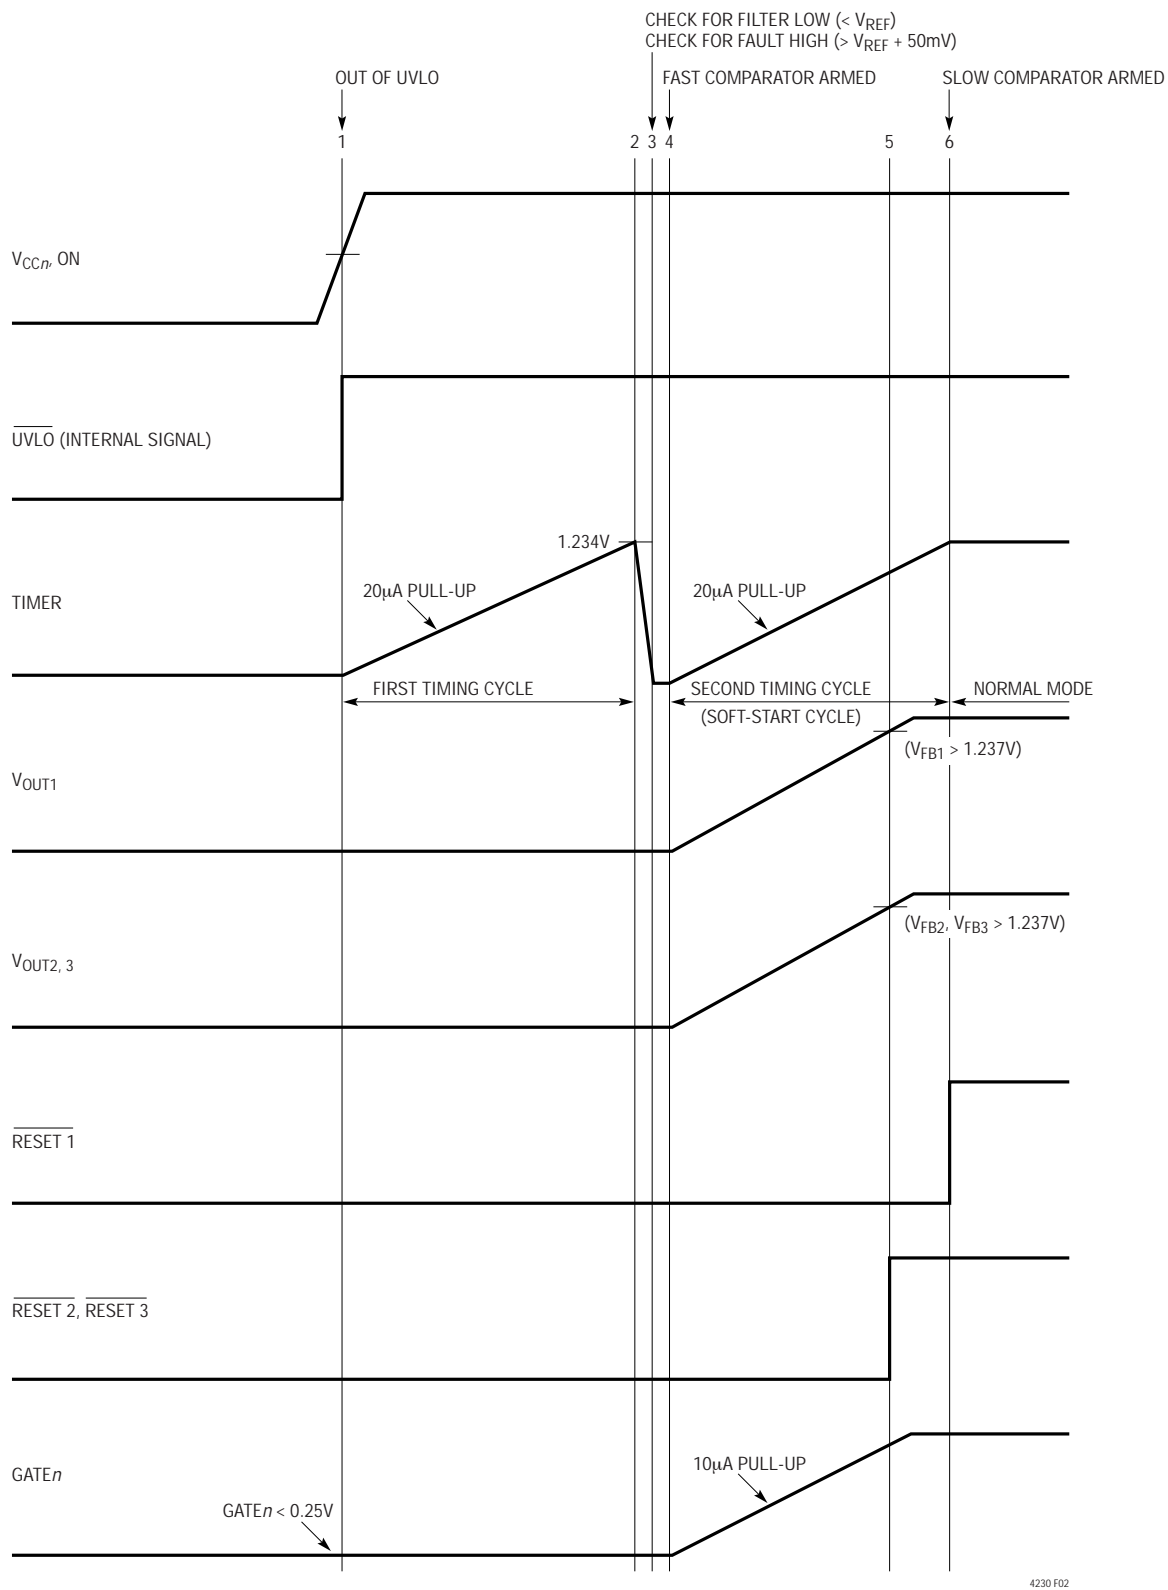 CHECK FOR FILTER LOW (< VREF)
CHECK FOR FAULT HIGH (> VREF + 50mV)
OUT OF UVLO
FAST COMPARATOR ARMED
SLOW COMPARATOR ARMED
1
2
3
4
5
6
VCCn, ON
UVLO (INTERNAL SIGNAL)
1.234V
20μA PULL-UP
20μA PULL-UP
TIMER
FIRST TIMING CYCLE
SECOND TIMING CYCLE
(SOFT-START CYCLE)
NORMAL MODE
(VFB1 > 1.237V)
VOUT1
(VFB2, VFB3 > 1.237V)
VOUT2, 3
RESET 1
RESET 2, RESET 3
10μA PULL-UP
GATEn
GATEn < 0.25V
4230 F02